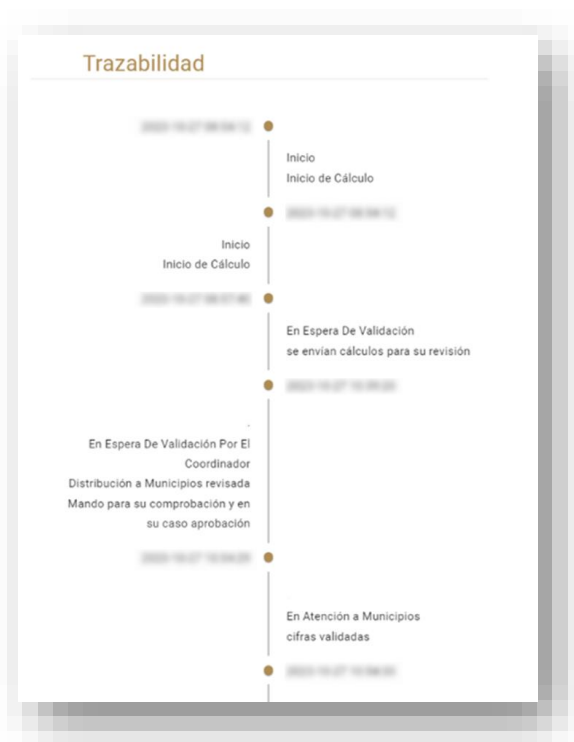 Trazabilidad
Inicio
Inicio de Cálculo
Inicio
Inicio de Cálculo
En Espera De Validación
se envían cálculos para su revisión
En Espera De Validación Por El
Coordinador
Distribución a Municipios revisada
Mando para su comprobación y en
su caso aprobación
En Atención a Municipios
cifras validadas